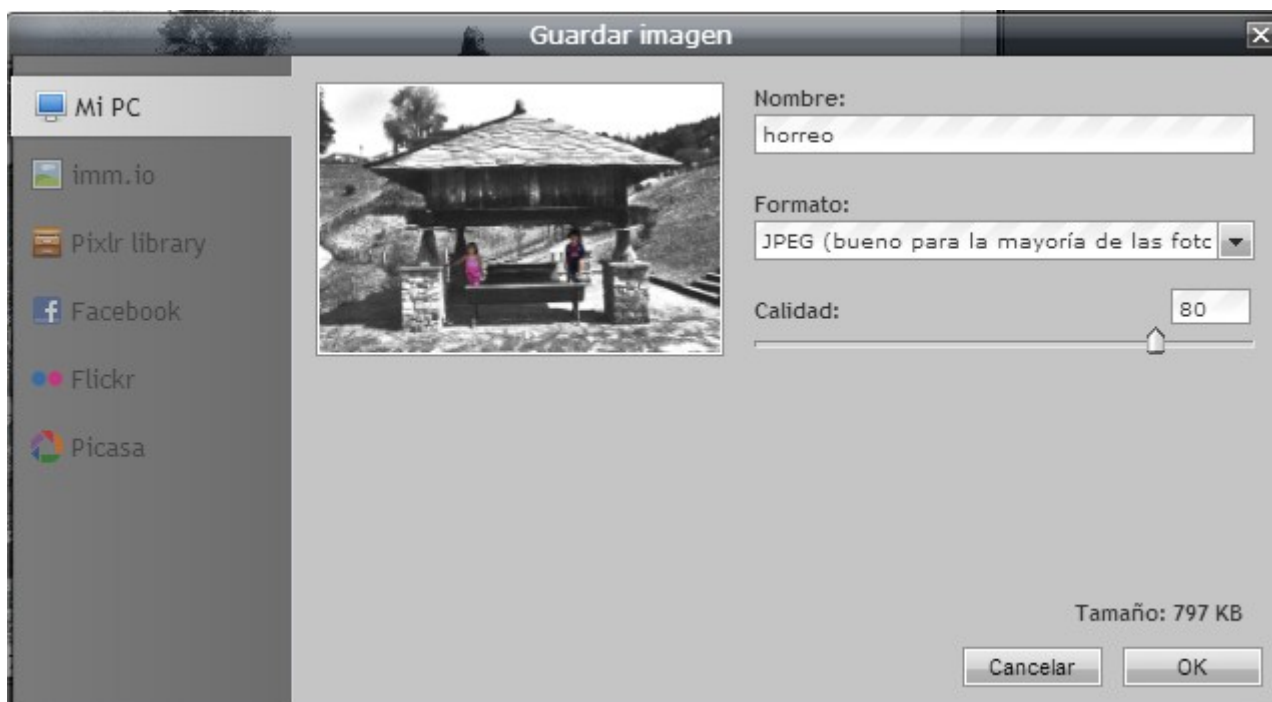 Guardar imagen
Mi PC
imm.io
Pixlr library
Facebook
Flickr
Picasa
Nombre:
horreo
Formato:
JPEG (bueno para la mayoría de las fotc
Calidad:
80
Tamaño: 797 KB
Cancelar
OK